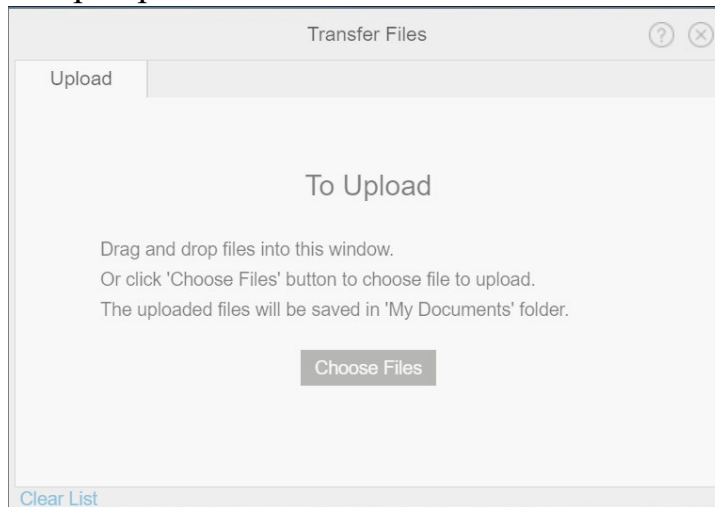 Transfer Files
Upload
To Upload
Drag and drop files into this window.
Or click 'Choose Files' button to choose file to upload.
The uploaded files will be saved in 'My Documents' folder.
Choose Files
Clear List